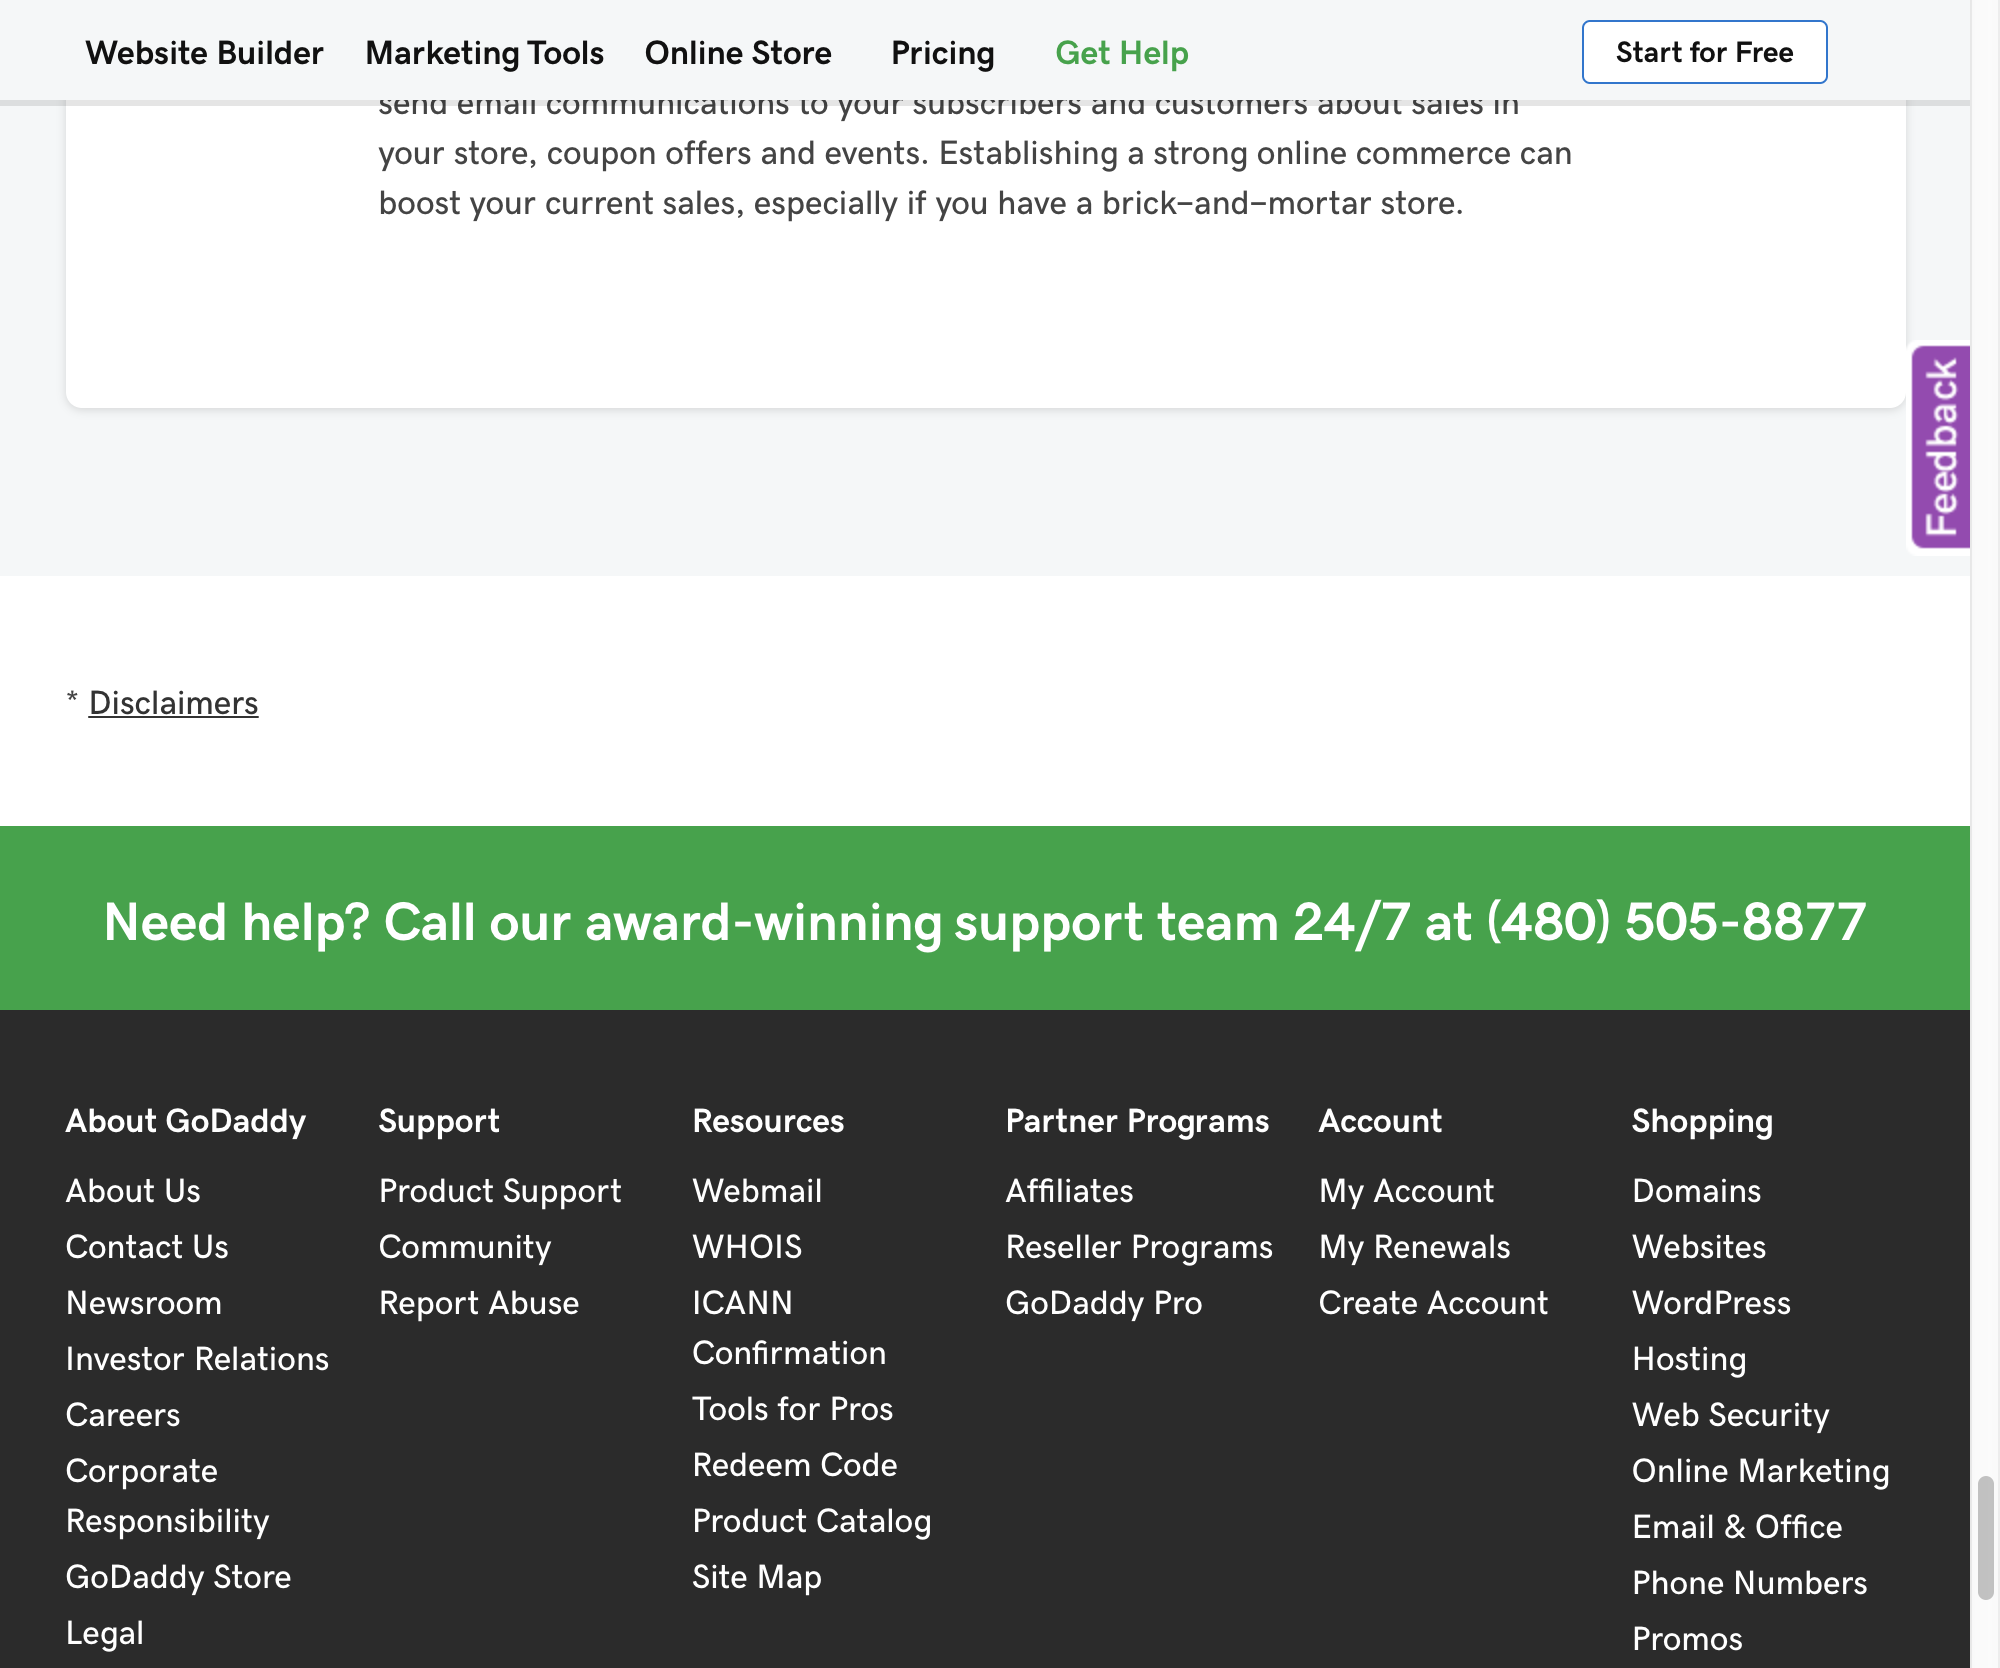 Website Builder Marketing Tools Online Store Pricing Get Help Start for Free
send email communications to your subscribers and customers about sales in
your store, coupon offers and events. Establishing a strong online commerce can
boost your current sales, especially if you have a brick-and-mortar store.
Feedback
* Disclaimers
Need help? Call our award-winning support team 24/7 at (480) 505-8877
About GoDaddy
About Us
Contact Us
Newsroom
Investor Relations
Careers
Corporate
Responsibility
GoDaddy Store
Legal
Support
Product Support
Community
Report Abuse
Resources
Webmail
WHOIS
ICANN
Confirmation
Tools for Pros
Redeem Code
Product Catalog
Site Map
Partner Programs
Affiliates
Reseller Programs
GoDaddy Pro
Account
My Account
My Renewals
Create Account
Shopping
Domains
Websites
WordPress
Hosting
Web Security
Online Marketing
Email & Office
Phone Numbers
Promos